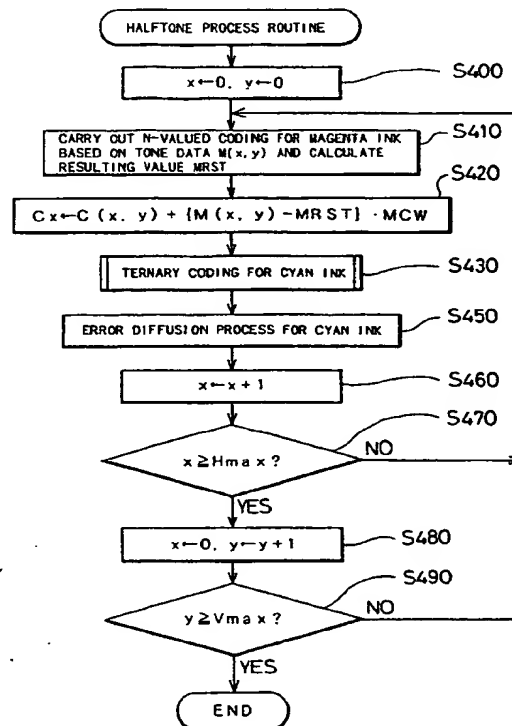 HALFTONE PROCESS ROUTINE
x←0, y←0
S400
CARRY OUT N-VALUED CODING FOR MAGENTA INK
BASED ON TONE DATA M(x, y) AND CALCULATE
RESULTING VALUE MRST
S410
S420
Cx←C (x, y) + {M (x, y) −MRST} ·MCW
TERNARY CODING FOR CYAN INK
S430
ERROR DIFFUSION PROCESS FOR CYAN INK
S450
x←x+1
S460
S470
x≧Hmax?
NO
YES
x←0, y←y+1
S480
S490
y≧Vmax?
NO
YES
END